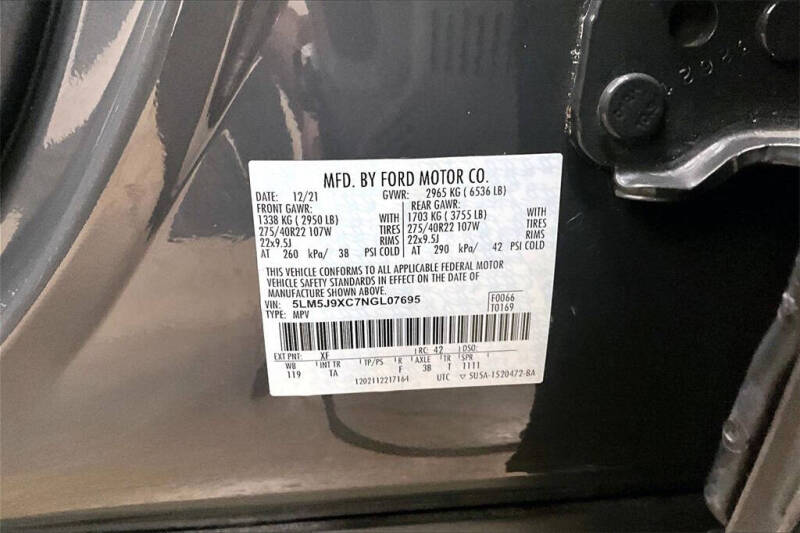 MFD. BY FORD MOTOR CO.
DATE: 12/21 GVWR: 2965 KG ( 6536 LB)
FRONT GAWR: REAR GAWR:
1338 KG ( 2950 LB) WITH 1703 KG ( 3755 LB) WITH
275/40R22 107W TIRES 275/40R22 107W TIRES
22x9.5J RIMS 22x9.5J RIMS
AT 260 kPa/ 38 PSI COLD AT 290 kPa/ 42 PSI COLD
THIS VEHICLE CONFORMS TO ALL APPLICABLE FEDERAL MOTOR
VEHICLE SAFETY STANDARDS IN EFFECT ON THE DATE OF
MANUFACTURE SHOWN ABOVE.
VIN: 5LM5J9XC7NGL07695 F0066
TYPE: MPV T0169
EXT PNT: XF RC: 42 DSO:
WB INT TR TP/PS R AXLE TR SPR
119 TA F 3B T 1111
1202112217164 UTC ▽ SU5A-1520472-BA